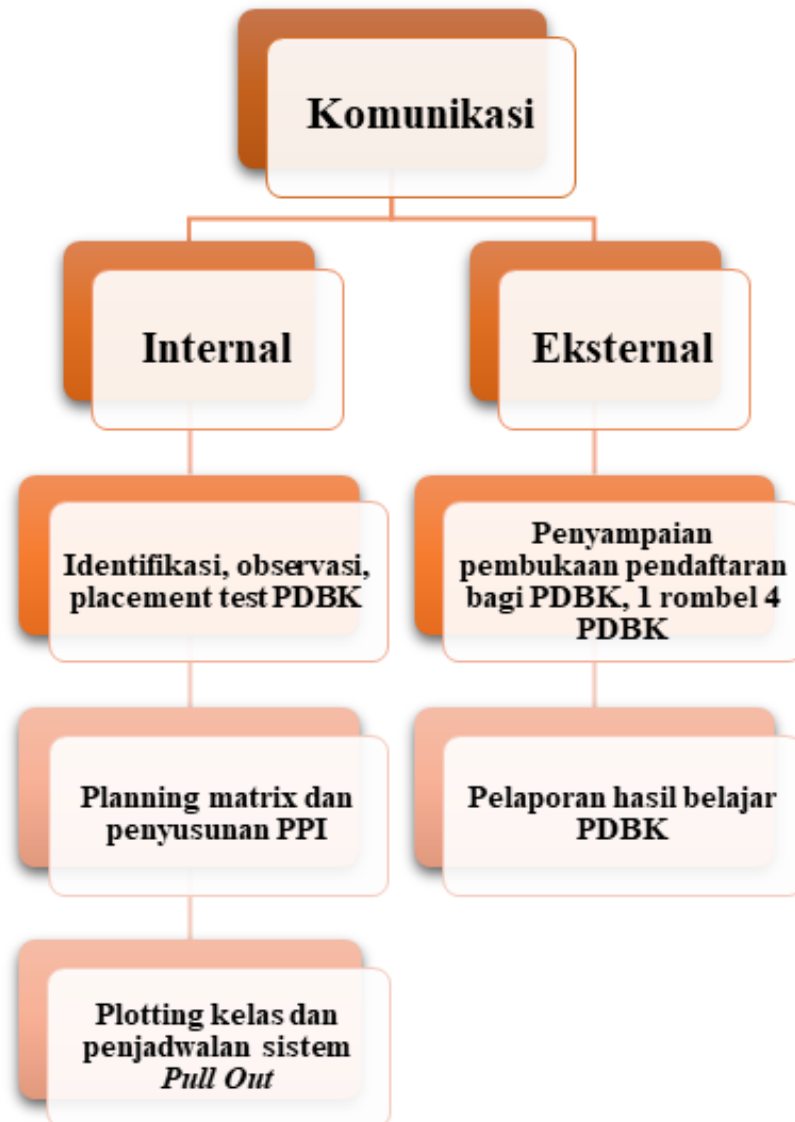 Komunikasi
Internal
Eksternal
Identifikasi, observasi,
placement test PDBK
Penyampaian
pembukaan pendaftaran
bagi PDBK, 1 rombel 4
PDBK
Planning matrix dan
penyusunan PPI
Pelaporan hasil belajar
PDBK
Plotting kelas dan
penjadwalan sistem
Pull Out